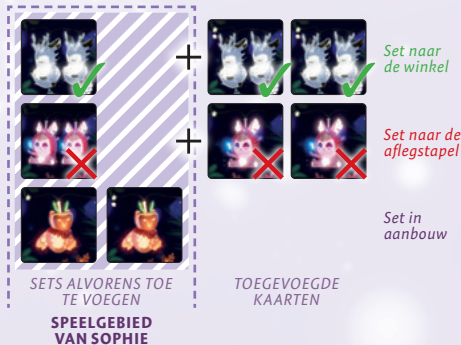 Set naar
de winkel
Set naar de
aflegstapel
Set in
aanbouw
SETS ALVORENS TOE
TE VOEGEN
TOEGEVOEGDE
KAARTEN
SPEELGEBIED
VAN SOPHIE